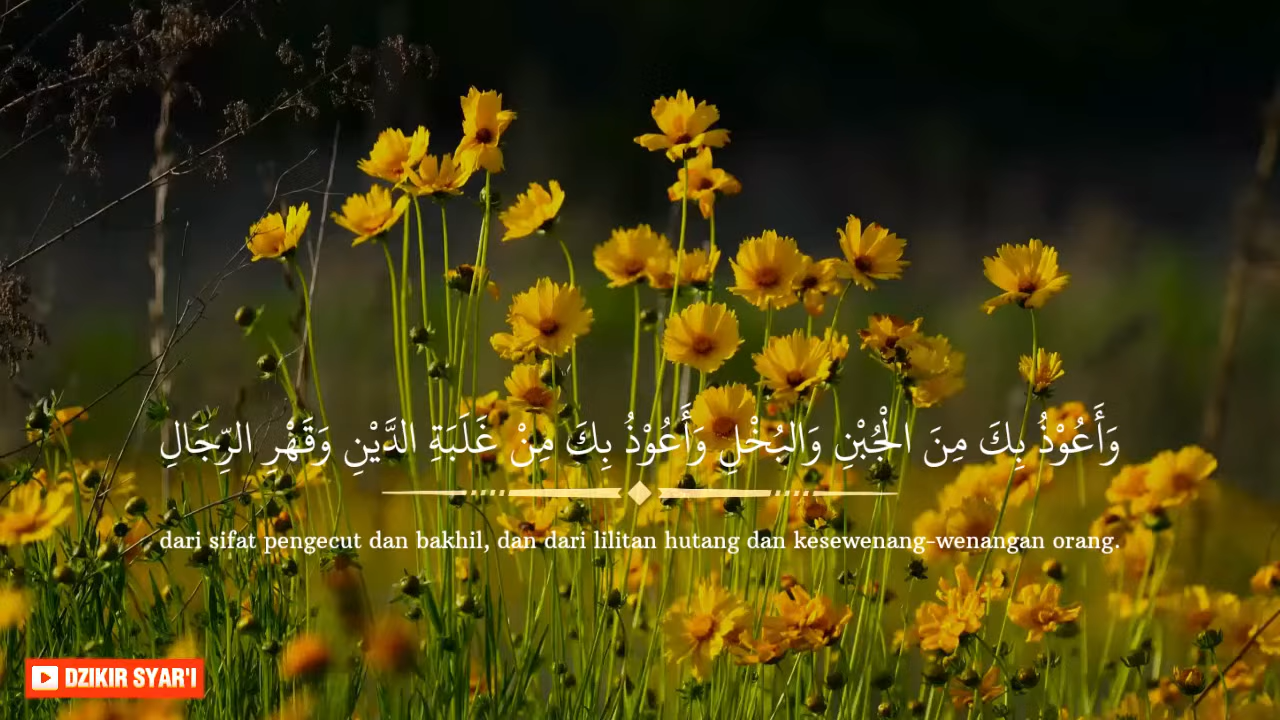 وَأَعُوْذُ بِكَ مِنَ الْجُبْنِ وَالبُخْلِ وَأَعُوْذُ بِكَ مِنْ غَلَبَةِ الدَّيْنِ وَقَهْرِ الرِّجَالِ
dari sifat pengecut dan bakhil, dan dari lilitan hutang dan kesewenang-wenangan orang.
DZIKIR SYAR'I